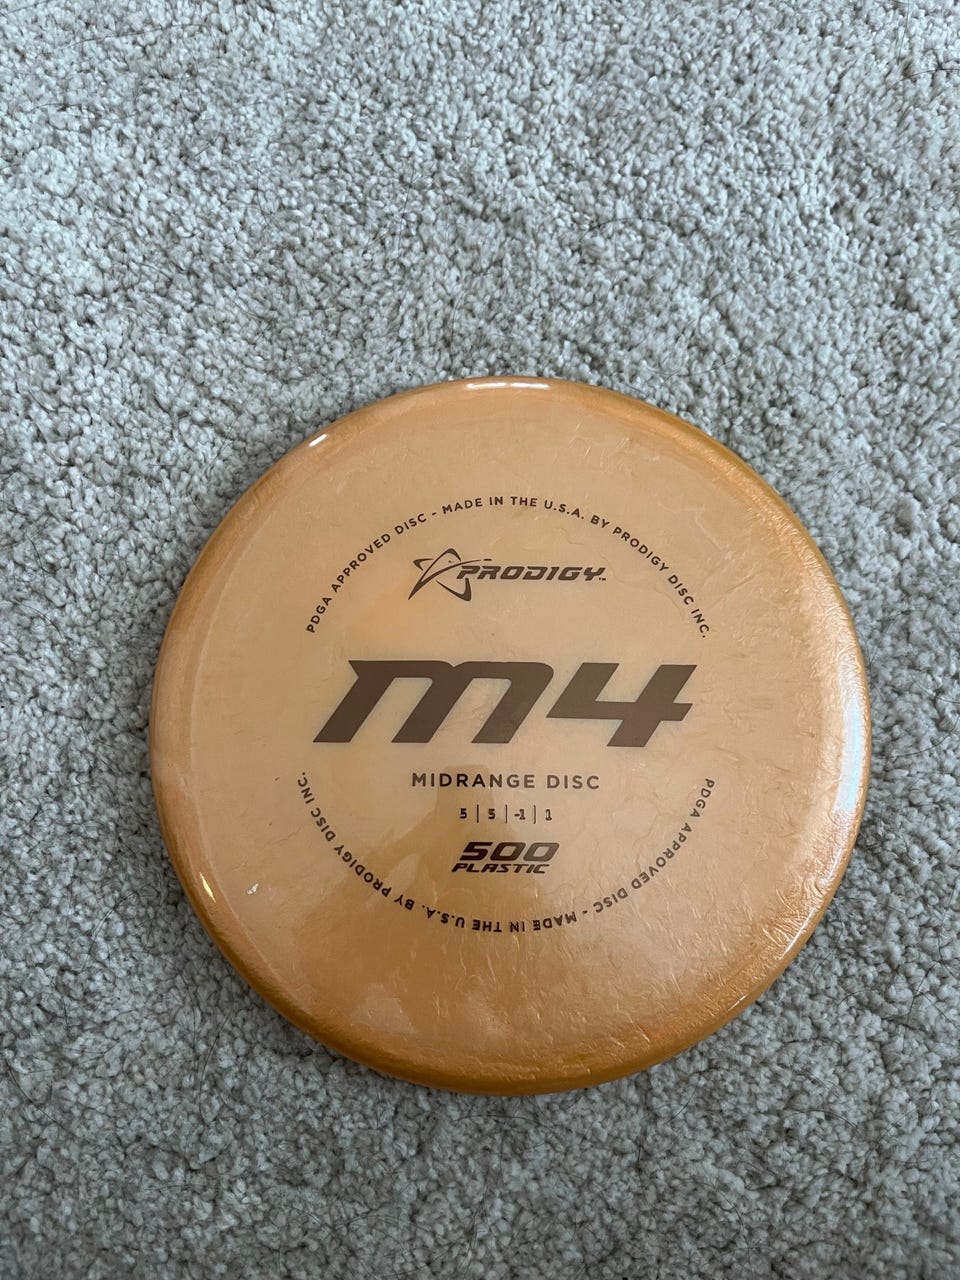 PDGA APPROVED DISC - MADE IN THE U.S.A. BY PRODIGY DISC INC.
PRODIGY™
M4
MIDRANGE DISC
5 | 5 | -1 | 1
500
PLASTIC
PDGA APPROVED DISC - MADE IN THE U.S.A. BY PRODIGY DISC INC.